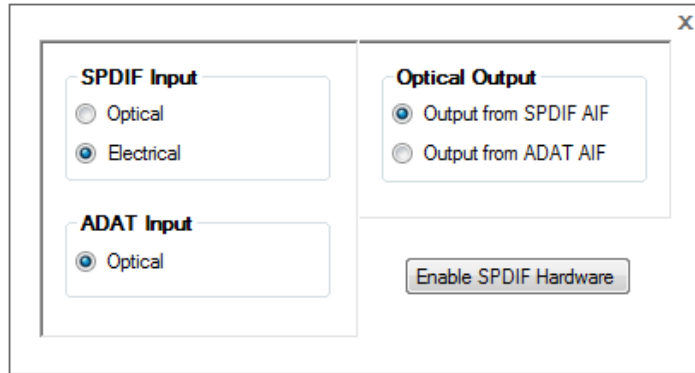 X
SPDIF Input
Optical
Electrical
ADAT Input
Optical
Optical Output
Output from SPDIF AIF
Output from ADAT AIF
Enable SPDIF Hardware